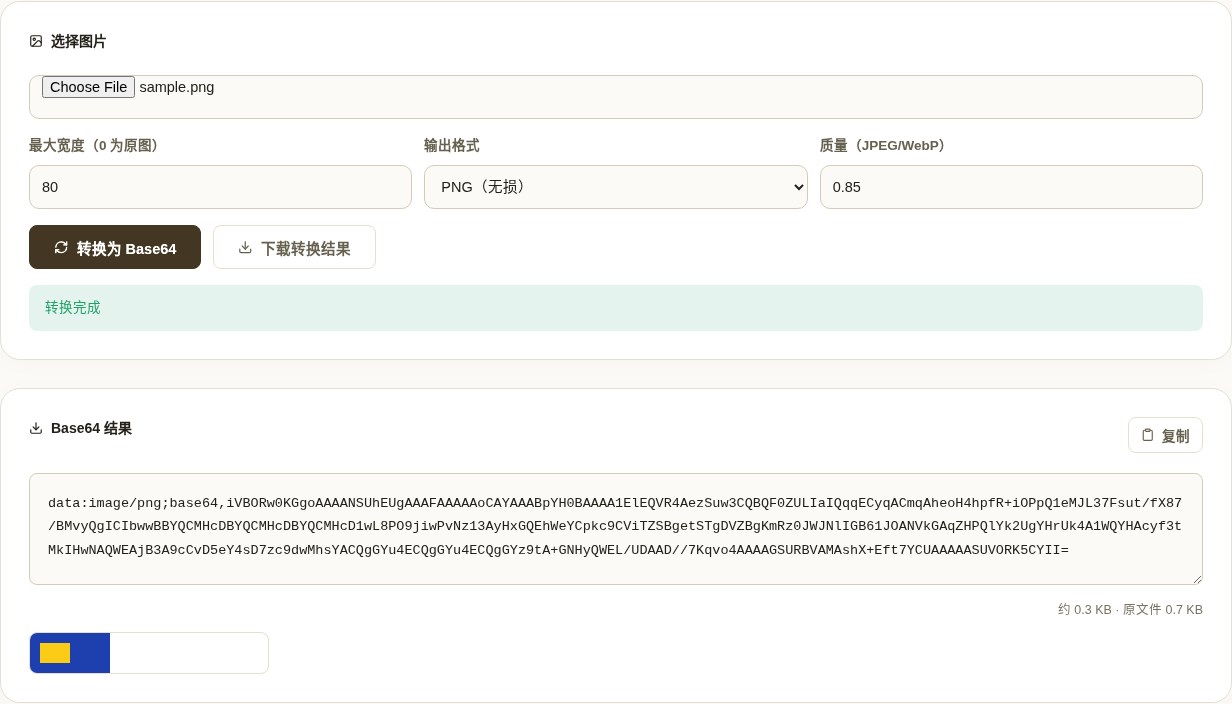 选择图片
Choose File sample.png
最大宽度（0 为原图）
输出格式
质量（JPEG/WebP）
80
PNG（无损）
0.85
转换为 Base64
下载转换结果
转换完成
Base64 结果
复制
data:image/png;base64,iVBORw0KGgoAAAANSUhEUgAAAFAAAAAoCAYAAABpYH0BAAAA1ElEQVR4AezSuw3CQBQF0ZULIaIQqqECyqACmqAheoH4hpfR+iOPpQ1eMJL37Fsut/fX87
/BMvyQgICIbwwBBYQCMHcDBYQCMHcDBYQCMHcD1wL8PO9jiwPvNz13AyHxGQEhWeYCpkc9CViTZSBgetSTgDVZBgKmRz0JWJNlIGB61JOANVkGAqZHPQlYk2UgYHrUk4A1WQYHAcyf3t
MkIHwNAQWEAjB3A9cCvD5eY4sD7zc9dwMhsYACQgGYu4ECQgGYu4ECQgGYz9tA+GNHyQWEL/UDAAD//7Kqvo4AAAAGSURBVAMAshX+Eft7YCUAAAAASUVORK5CYII=
约 0.3 KB · 原文件 0.7 KB